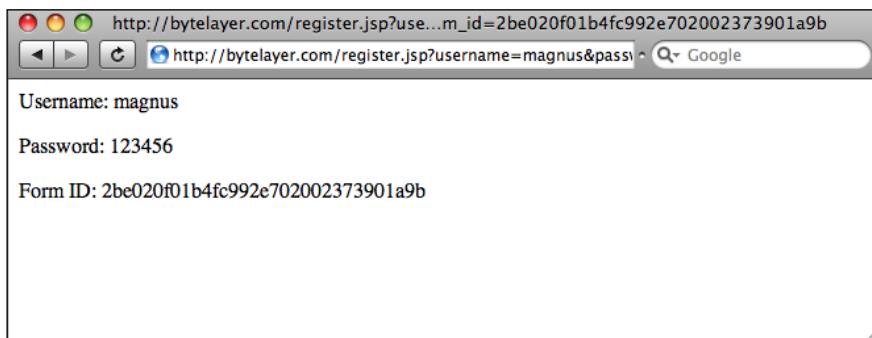 http://bytelayer.com/register.jsp?use...m_id=2be020f01b4fc992e702002373901a9b
http://bytelayer.com/register.jsp?username=magnus&pass
Google
Username: magnus
Password: 123456
Form ID: 2be020f01b4fc992e702002373901a9b